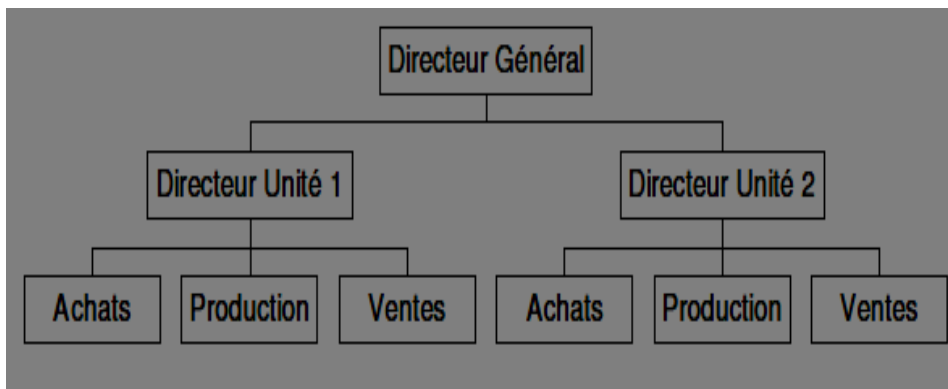 Directeur Général
Directeur Unité 1
Directeur Unité 2
Achats
Production
Ventes
Achats
Production
Ventes